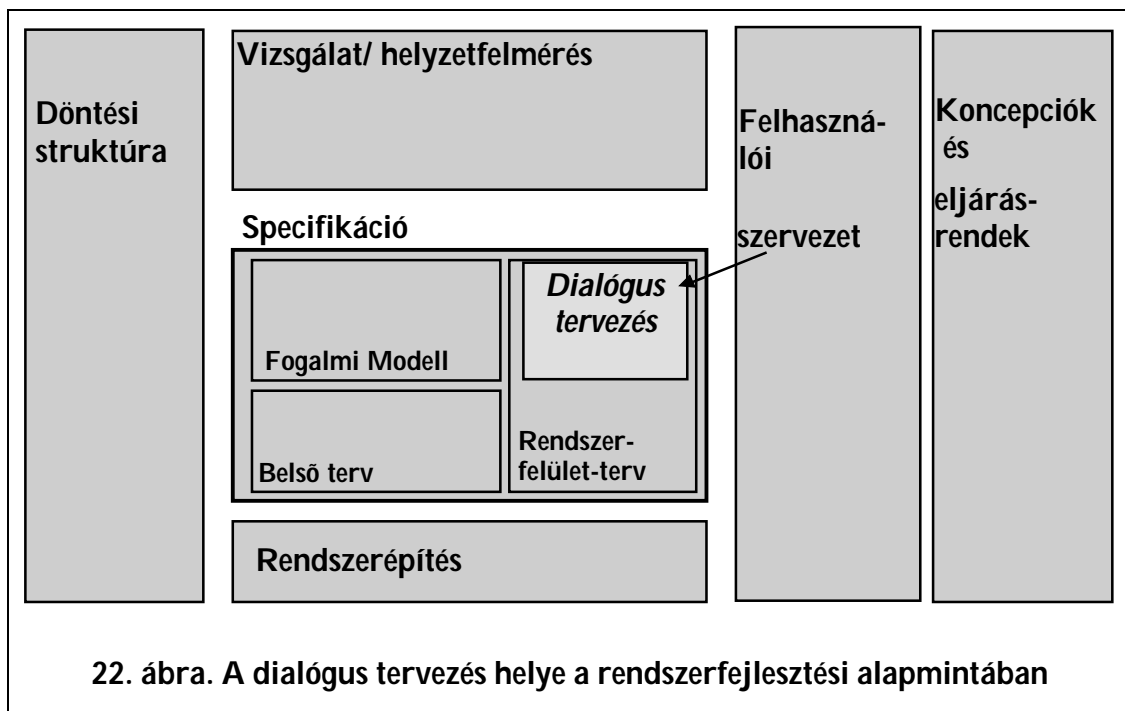 Döntési
struktúra
Vizsgálat/ helyzetfelmérés
Specifikáció
Fogalmi Modell
Belső terv
Dialógus
tervezés
Rendszer-
felület-terv
Rendszerépítés
Felhaszná-
lói
szervezet
Koncepciók
és
eljárás-
rendek
22. ábra. A dialógus tervezés helye a rendszerfejlesztési alapmintában